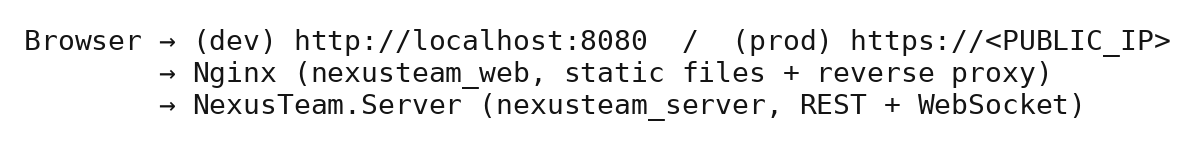 Browser → (dev) http://localhost:8080  /  (prod) https://<PUBLIC_IP>
        → Nginx (nexusteam_web, static files + reverse proxy)
        → NexusTeam.Server (nexusteam_server, REST + WebSocket)